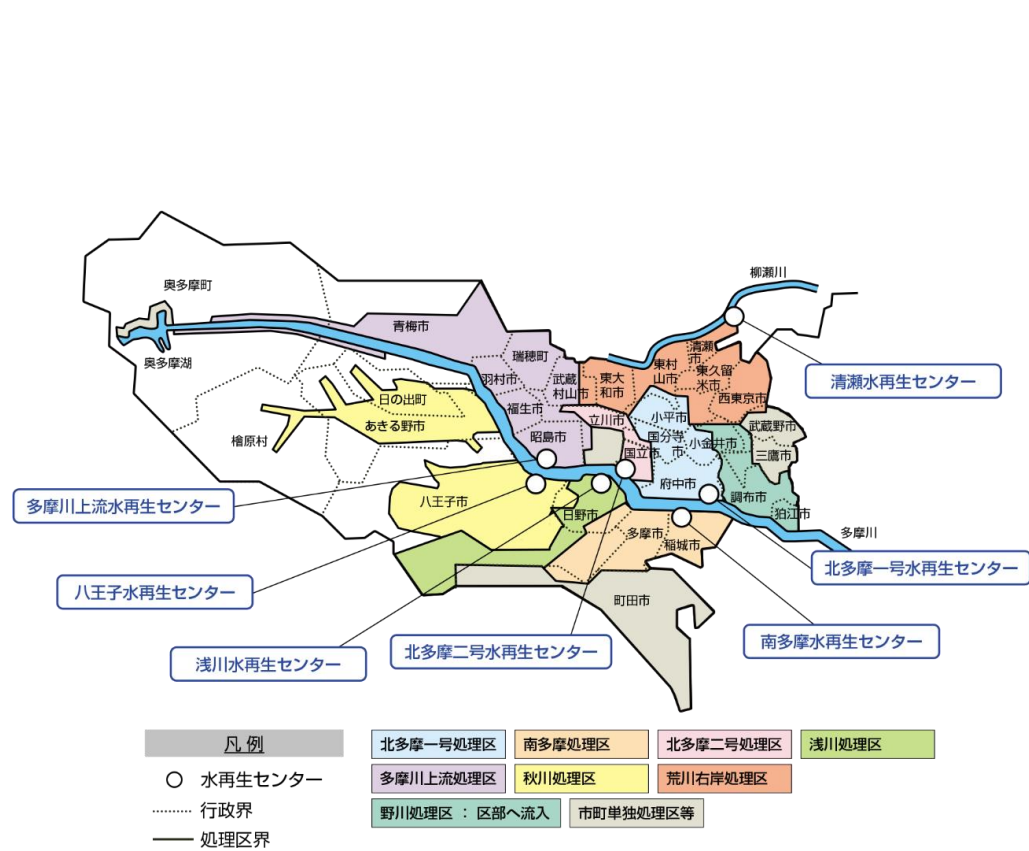 奥多摩町
奥多摩湖
青梅市
瑞穂町
羽村市
武蔵
村山市
福生市
昭島市
日の出町
あきる野市
檜原村
八王子市
日野市
立川市
国立市
東大
和市
東村
山市
清瀬
市
東久留
米市
西東京市
小平市
国分寺
市
小金井市
府中市
武蔵野市
三鷹市
調布市
狛江市
多摩市
稲城市
町田市
柳瀬川
多摩川
清瀬水再生センター
多摩川上流水再生センター
八王子水再生センター
浅川水再生センター
北多摩二号水再生センター
南多摩水再生センター
北多摩一号水再生センター
凡 例
水再生センター
行政界
処理区界
北多摩一号処理区
南多摩処理区
北多摩二号処理区
浅川処理区
多摩川上流処理区
秋川処理区
荒川右岸処理区
野川処理区 : 区部へ流入
市町単独処理区等